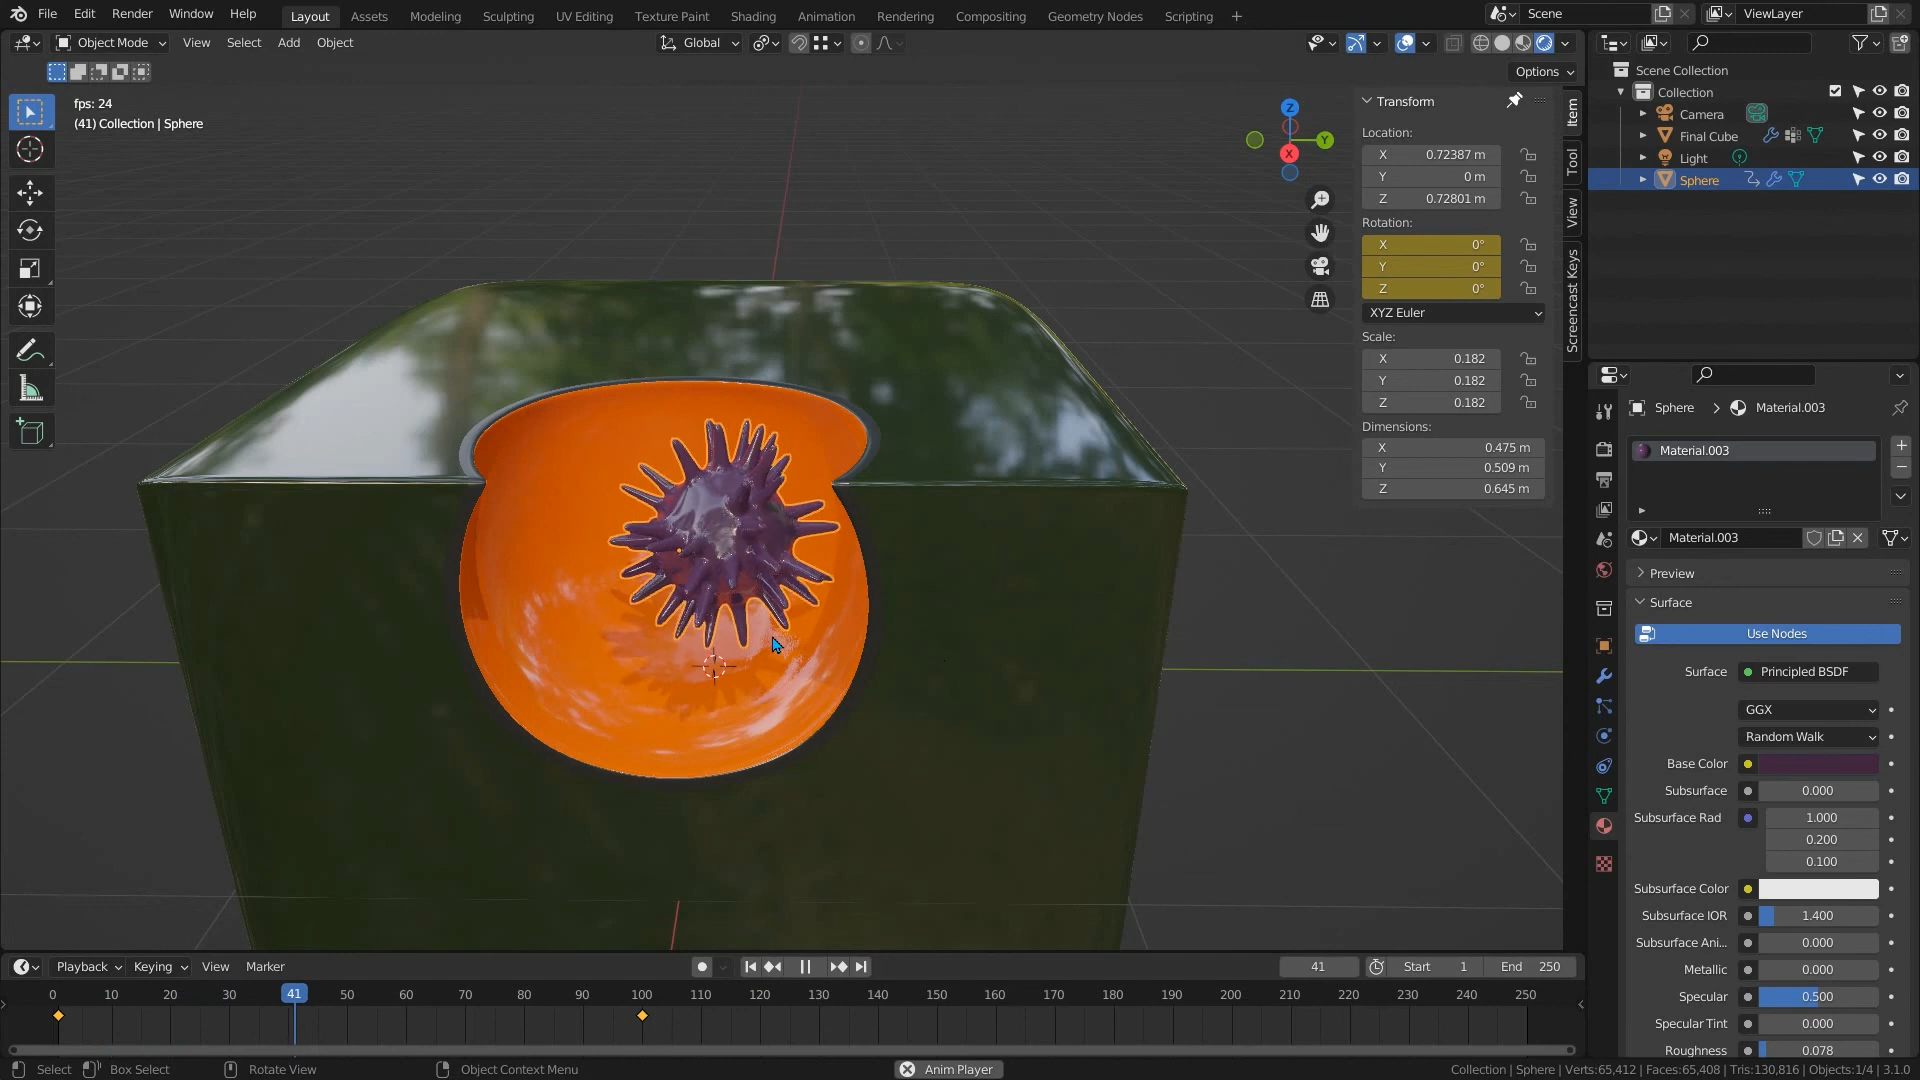 File Edit Render Window Help Layout Assets Modeling Sculpting UV Editing Texture Paint Shading Animation Rendering Compositing Geometry Nodes Scripting + Scene ViewLayer
Object Mode View Select Add Object Global
Options
fps: 24
(41) Collection | Sphere
Z
Y
X
Transform
Location:
X 0.72387 m
Y 0 m
Z 0.72801 m
Rotation:
X 0°
Y 0°
Z 0°
XYZ Euler
Scale:
X 0.182
Y 0.182
Z 0.182
Dimensions:
X 0.475 m
Y 0.509 m
Z 0.645 m
Item
Tool
View
Screencast Keys
Scene Collection
Collection
Camera
Final Cube
Light
Sphere
Sphere > Material.003
Material.003
Material.003
Preview
Surface
Use Nodes
Surface Principled BSDF
GGX
Random Walk
Base Color
Subsurface 0.000
Subsurface Rad 1.000
0.200
0.100
Subsurface Color
Subsurface IOR 1.400
Subsurface Ani... 0.000
Metallic 0.000
Specular 0.500
Specular Tint 0.000
Roughness 0.078
Playback Keying View Marker 41 Start 1 End 250
0 10 20 30 41 50 60 70 80 90 100 110 120 130 140 150 160 170 180 190 200 210 220 230 240 250
Select Box Select Rotate View Object Context Menu Anim Player Collection | Sphere | Verts:65,412 | Faces:65,408 | Tris:130,816 | Objects:1/4 | 3.1.0